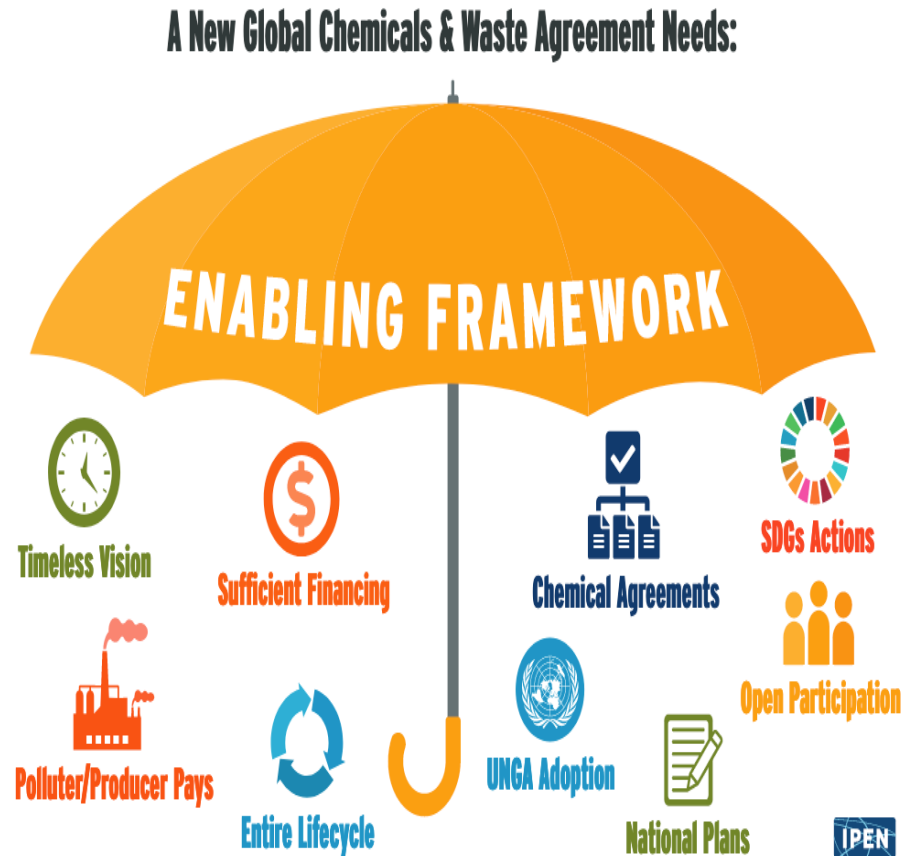 A New Global Chemicals & Waste Agreement Needs:
ENABLING FRAMEWORK
Timeless Vision
Sufficient Financing
Chemical Agreements
SDGs Actions
Polluter/Producer Pays
Entire Lifecycle
UNGA Adoption
Open Participation
National Plans
IPEN